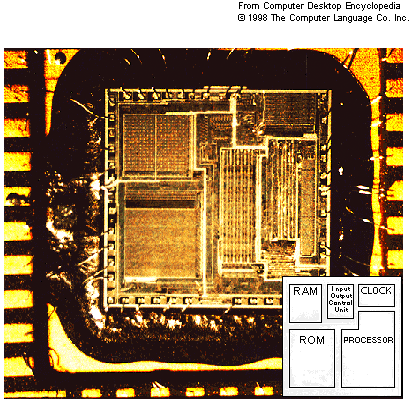 From Computer Desktop Encyclopedia
© 1998 The Computer Language Co. Inc.
RAM
Input
Output
Control
Unit
CLOCK
ROM
PROCESSOR